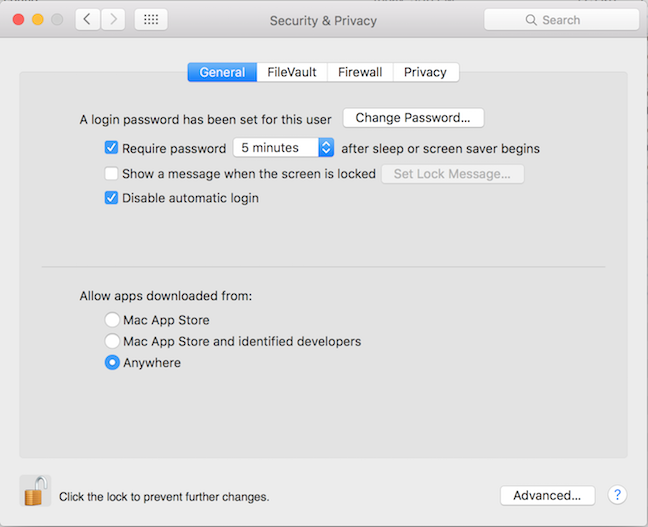 Security & Privacy
Search
General
FileVault
Firewall
Privacy
A login password has been set for this user
Change Password...
Require password
5 minutes
after sleep or screen saver begins
Show a message when the screen is locked
Set Lock Message...
Disable automatic login
Allow apps downloaded from:
Mac App Store
Mac App Store and identified developers
Anywhere
Click the lock to prevent further changes.
Advanced...
?